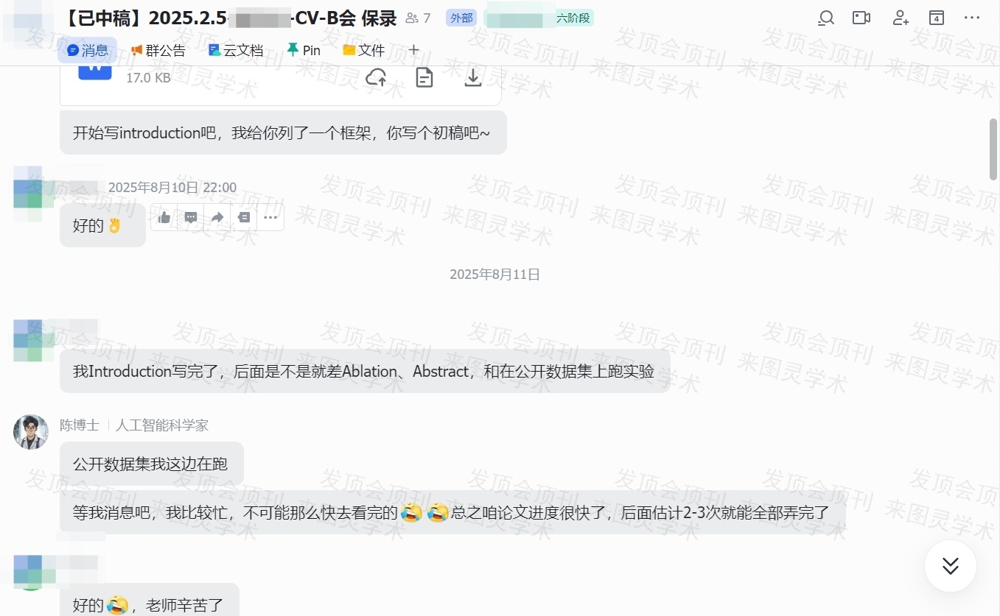 【已中稿】2025.2.5- -CV-B会 保录 7 外部 六阶段
消息 群公告 云文档 Pin 文件
17.0 KB
开始写introduction吧，我给你列了一个框架，你写个初稿吧~
2025年8月10日 22:00
好的👌
2025年8月11日
我Introduction写完了，后面是不是就差Ablation、Abstract，和在公开数据集上跑实验
陈博士 | 人工智能科学家
公开数据集我这边在跑
等我消息吧，我比较忙，不可能那么快去看完的🤣🤣总之咱论文进度很快了，后面估计2-3次就能全部弄完了
好的🤣，老师辛苦了
发顶会顶刊
来图灵学术